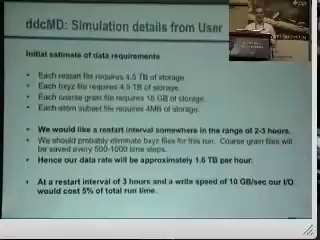 ddcMD: Simulation details from User
Initial estimate of data requirements
Each restart file requires 4.5 TB of storage
Each bxyz file requires 4.5 TB of storage
Each coarse grain file requires 16 GB of storage.
Each atom subset file requires 4MB of storage.
We would like a restart interval somewhere in the range of 2-3 hours.
We should probably eliminate bxyz files for this run. Coarse grain files will
be saved every 500-1000 time steps.
Hence our data rate will be approximately 1.6 TB per hour.
At a restart interval of 3 hours and a write speed of 10 GB/sec our I/O
would cost 5% of total run time.